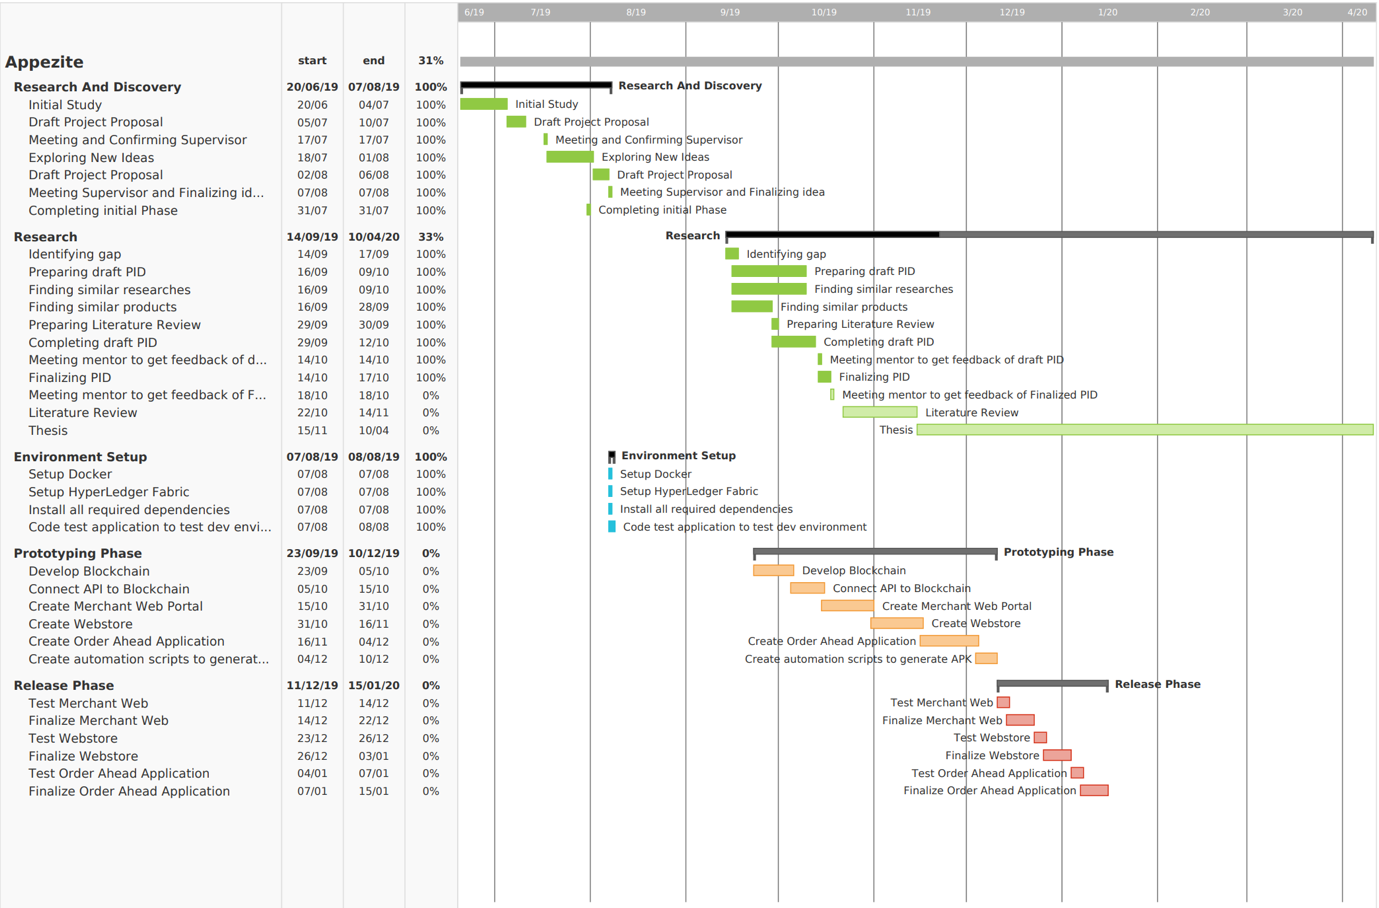 6/19 7/19 8/19 9/19 10/19 11/19 12/19 1/20 2/20 3/20 4/20
Appezite start end 31%
Research And Discovery 20/06/19 07/08/19 100% Research And Discovery
Initial Study 20/06 04/07 100% Initial Study
Draft Project Proposal 05/07 10/07 100% Draft Project Proposal
Meeting and Confirming Supervisor 17/07 17/07 100% Meeting and Confirming Supervisor
Exploring New Ideas 18/07 01/08 100% Exploring New Ideas
Draft Project Proposal 02/08 06/08 100% Draft Project Proposal
Meeting Supervisor and Finalizing id... 07/08 07/08 100% Meeting Supervisor and Finalizing idea
Completing initial Phase 31/07 31/07 100% Completing initial Phase
Research 14/09/19 10/04/20 33% Research
Identifying gap 14/09 17/09 100% Identifying gap
Preparing draft PID 16/09 09/10 100% Preparing draft PID
Finding similar researches 16/09 09/10 100% Finding similar researches
Finding similar products 16/09 28/09 100% Finding similar products
Preparing Literature Review 29/09 30/09 100% Preparing Literature Review
Completing draft PID 29/09 12/10 100% Completing draft PID
Meeting mentor to get feedback of d... 14/10 14/10 100% Meeting mentor to get feedback of draft PID
Finalizing PID 14/10 17/10 100% Finalizing PID
Meeting mentor to get feedback of F... 18/10 18/10 0% Meeting mentor to get feedback of Finalized PID
Literature Review 22/10 14/11 0% Literature Review
Thesis 15/11 10/04 0% Thesis
Environment Setup 07/08/19 08/08/19 100% Environment Setup
Setup Docker 07/08 07/08 100% Setup Docker
Setup HyperLedger Fabric 07/08 07/08 100% Setup HyperLedger Fabric
Install all required dependencies 07/08 07/08 100% Install all required dependencies
Code test application to test dev envi... 07/08 08/08 100% Code test application to test dev environment
Prototyping Phase 23/09/19 10/12/19 0% Prototyping Phase
Develop Blockchain 23/09 05/10 0% Develop Blockchain
Connect API to Blockchain 05/10 15/10 0% Connect API to Blockchain
Create Merchant Web Portal 15/10 31/10 0% Create Merchant Web Portal
Create Webstore 31/10 16/11 0% Create Webstore
Create Order Ahead Application 16/11 04/12 0% Create Order Ahead Application
Create automation scripts to generat... 04/12 10/12 0% Create automation scripts to generate APK
Release Phase 11/12/19 15/01/20 0% Release Phase
Test Merchant Web 11/12 14/12 0% Test Merchant Web
Finalize Merchant Web 14/12 22/12 0% Finalize Merchant Web
Test Webstore 23/12 26/12 0% Test Webstore
Finalize Webstore 26/12 03/01 0% Finalize Webstore
Test Order Ahead Application 04/01 07/01 0% Test Order Ahead Application
Finalize Order Ahead Application 07/01 15/01 0% Finalize Order Ahead Application